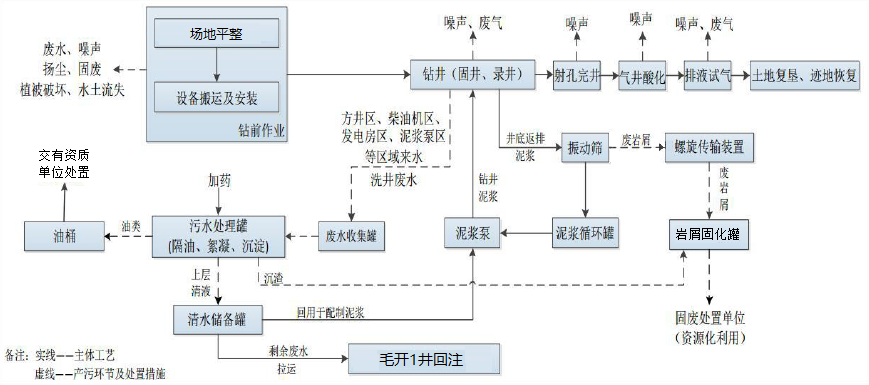 噪声、废气
噪声
噪声
噪声、废气
场地平整
废水、噪声
扬尘、固废
植被破坏、水土流失
设备搬运及安装
钻前作业
钻井（固井、录井）
射孔完井
气井酸化
排液试气
土地复垦、迹地恢复
方井区、柴油机区、
发电房区、泥浆泵区
等区域来水
洗井废水
井底返排
泥浆
振动筛
废岩屑
螺旋传输装置
废
岩
屑
交有资质
单位处置
加药
钻井
泥浆
油桶
油类
污水处理罐
(隔油、絮凝、沉淀)
废水收集罐
泥浆泵
泥浆循环罐
岩屑固化罐
上层
清液
沉渣
清水储备罐
回用于配制泥浆
固废处置单位
(资源化利用)
剩余废水
拉运
毛开1井回注
备注：实线——主体工艺
虚线——产污环节及处置措施